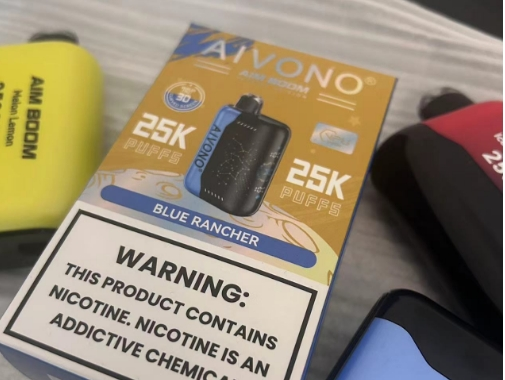 AIVONO
AIM BOOM
25K
PUFFS
AIVONO
25K
PUFFS
BLUE RANCHER
WARNING:
THIS PRODUCT CONTAINS
NICOTINE. NICOTINE IS AN
ADDICTIVE CHEMICAL
AIM BOOM
Melon Lemon